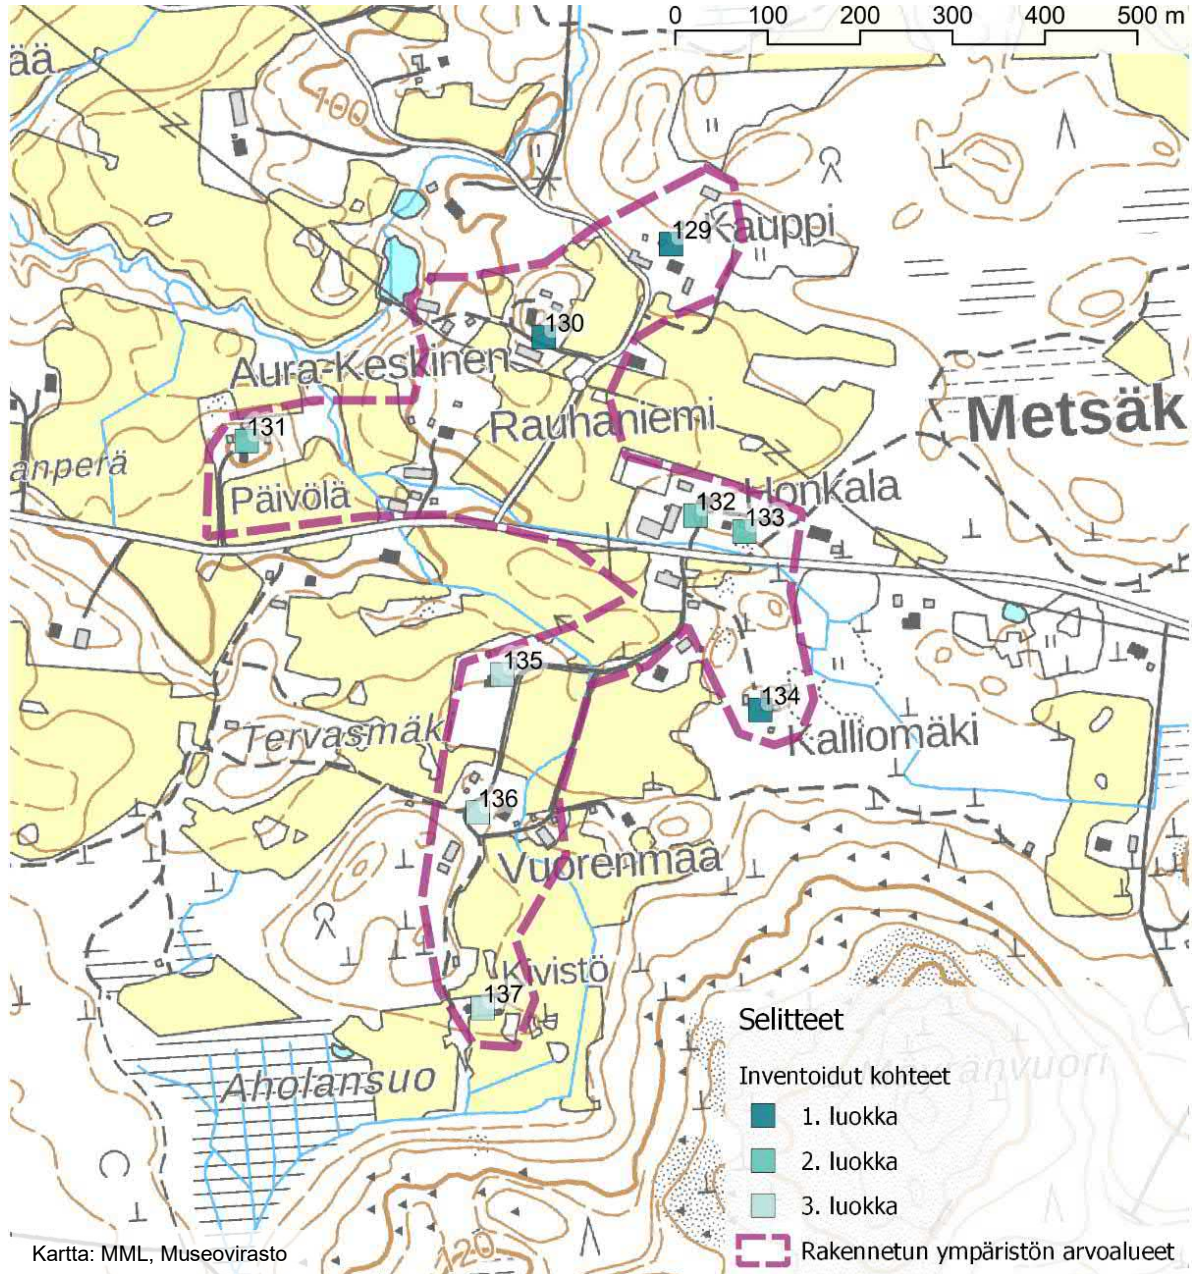 0 100 200 300 400 500 m
ää
100
129
Kauppi
130
Aura-Keskinen
Rauhaniemi
Metsäk
131
anperä
Päivölä
132
Honkala
133
135
134
Tervasmäk
Kalliomäki
136
Vuorenmaa
Kivistö
137
Aholansuo
120
Selitteet
Inventoidut kohteet
1. luokka
2. luokka
3. luokka
Rakennetun ympäristön arvoalueet
Kartta: MML, Museovirasto